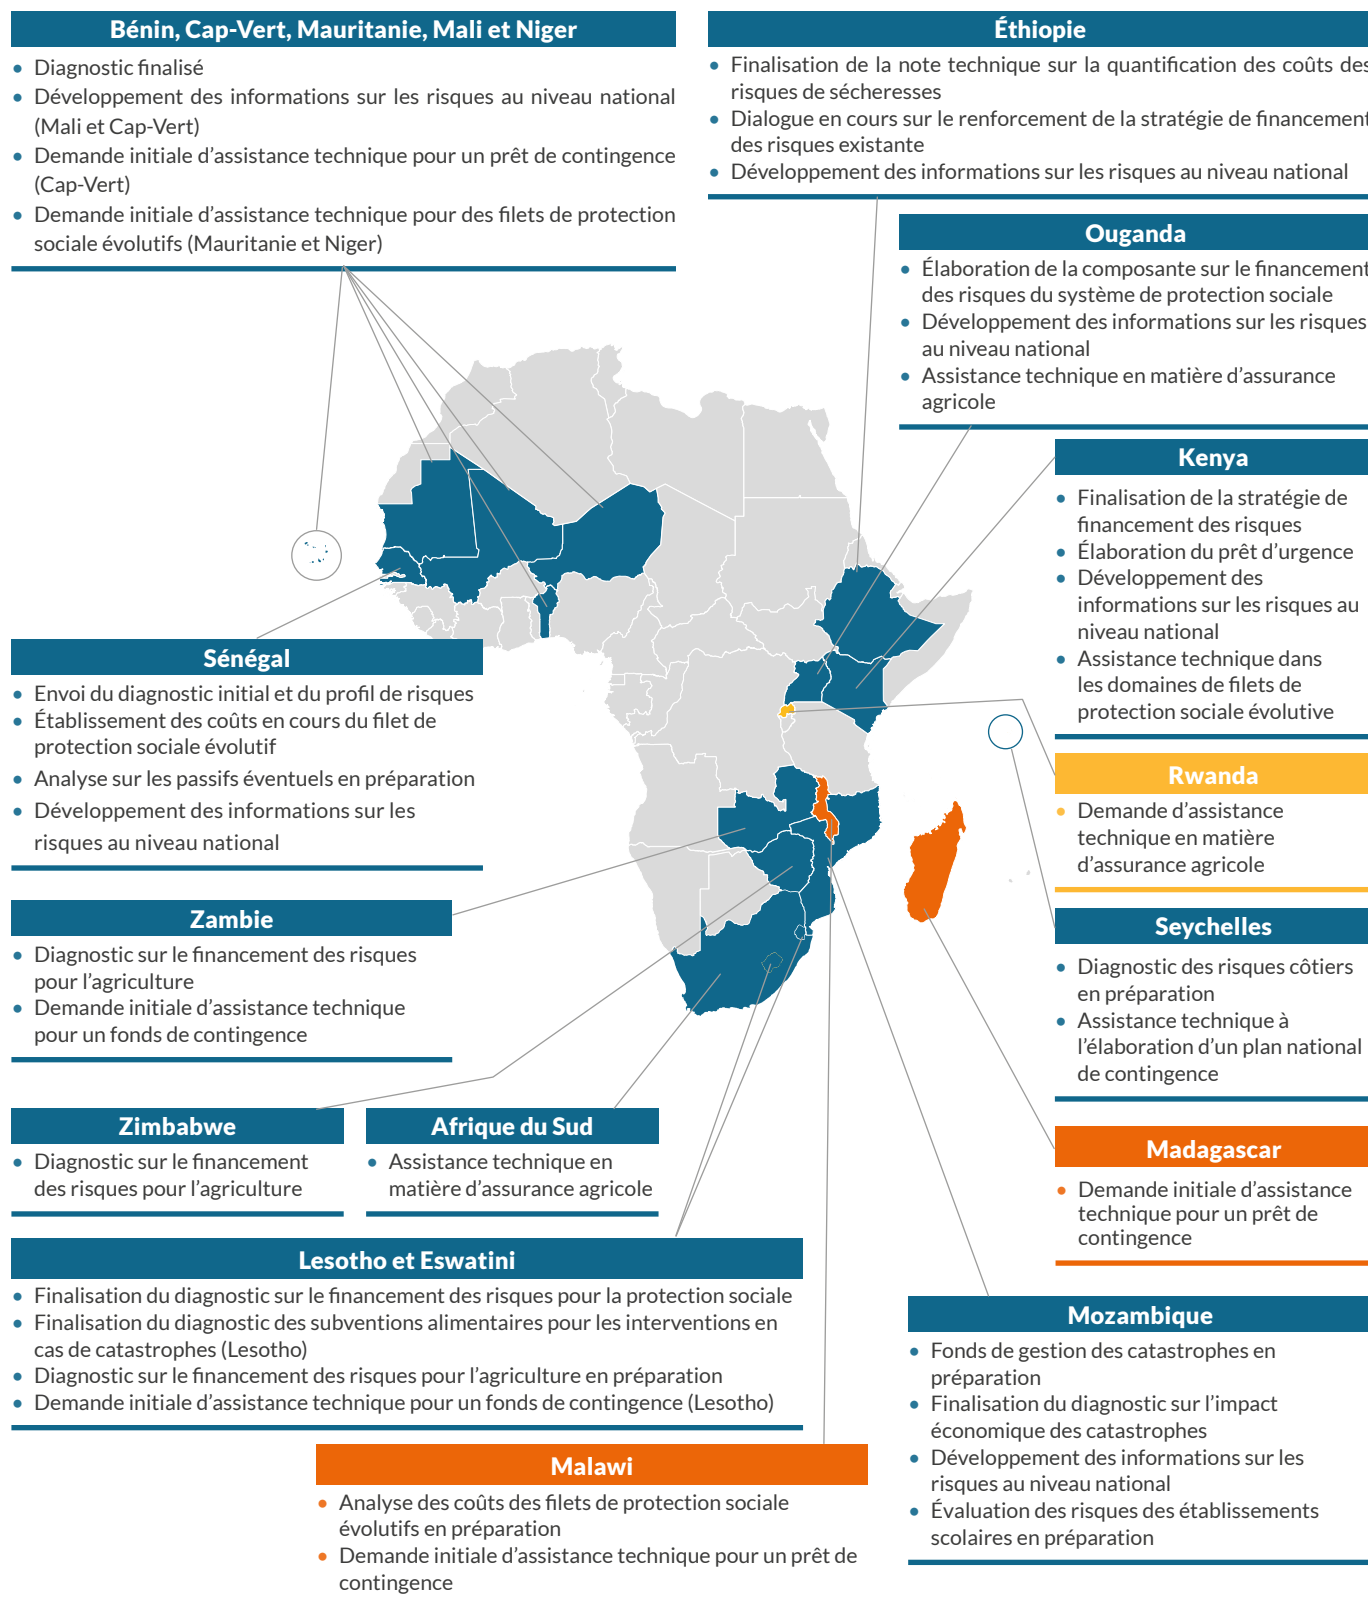 Bénin, Cap-Vert, Mauritanie, Mali et Niger
• Diagnostic finalisé
• Développement des informations sur les risques au niveau national
(Mali et Cap-Vert)
• Demande initiale d’assistance technique pour un prêt de contingence
(Cap-Vert)
• Demande initiale d’assistance technique pour des filets de protection
sociale évolutifs (Mauritanie et Niger)
Éthiopie
• Finalisation de la note technique sur la quantification des coûts des
risques de sécheresses
• Dialogue en cours sur le renforcement de la stratégie de financement
des risques existante
• Développement des informations sur les risques au niveau national
Ouganda
• Élaboration de la composante sur le financement
des risques du système de protection sociale
• Développement des informations sur les risques
au niveau national
• Assistance technique en matière d’assurance
agricole
Kenya
• Finalisation de la stratégie de
financement des risques
• Élaboration du prêt d’urgence
• Développement des
informations sur les risques au
niveau national
• Assistance technique dans
les domaines de filets de
protection sociale évolutive
Sénégal
• Envoi du diagnostic initial et du profil de risques
• Établissement des coûts en cours du filet de
protection sociale évolutif
• Analyse sur les passifs éventuels en préparation
• Développement des informations sur les
risques au niveau national
Rwanda
• Demande d’assistance
technique en matière
d’assurance agricole
Zambie
• Diagnostic sur le financement des risques
pour l’agriculture
• Demande initiale d’assistance technique
pour un fonds de contingence
Seychelles
• Diagnostic des risques côtiers
en préparation
• Assistance technique à
l’élaboration d’un plan national
de contingence
Zimbabwe
• Diagnostic sur le financement
des risques pour l’agriculture
Afrique du Sud
• Assistance technique en
matière d’assurance agricole
Madagascar
• Demande initiale d’assistance
technique pour un prêt de
contingence
Lesotho et Eswatini
• Finalisation du diagnostic sur le financement des risques pour la protection sociale
• Finalisation du diagnostic des subventions alimentaires pour les interventions en
cas de catastrophes (Lesotho)
• Diagnostic sur le financement des risques pour l’agriculture en préparation
• Demande initiale d’assistance technique pour un fonds de contingence (Lesotho)
Mozambique
• Fonds de gestion des catastrophes en
préparation
• Finalisation du diagnostic sur l’impact
économique des catastrophes
• Développement des informations sur les
risques au niveau national
• Évaluation des risques des établissements
scolaires en préparation
Malawi
• Analyse des coûts des filets de protection sociale
évolutifs en préparation
• Demande initiale d’assistance technique pour un prêt de
contingence